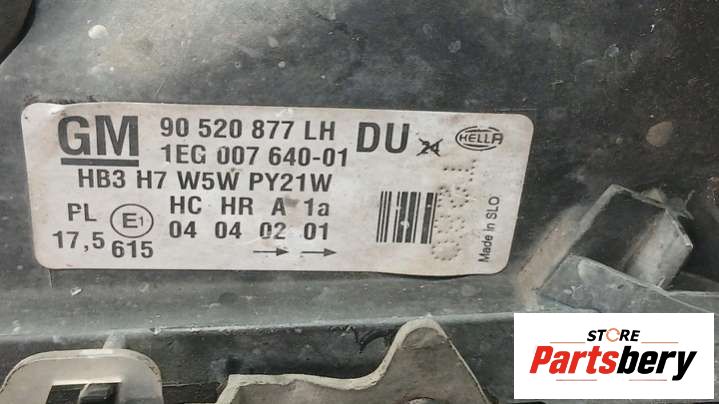 GM 90 520 877 LH DU 24 HELLA
1EG 007 640-01
HB3 H7 W5W PY21W
PL E1 HC HR A 1a
17,5 615 04 04 02 01
Made in SLO
STORE
Partsbery